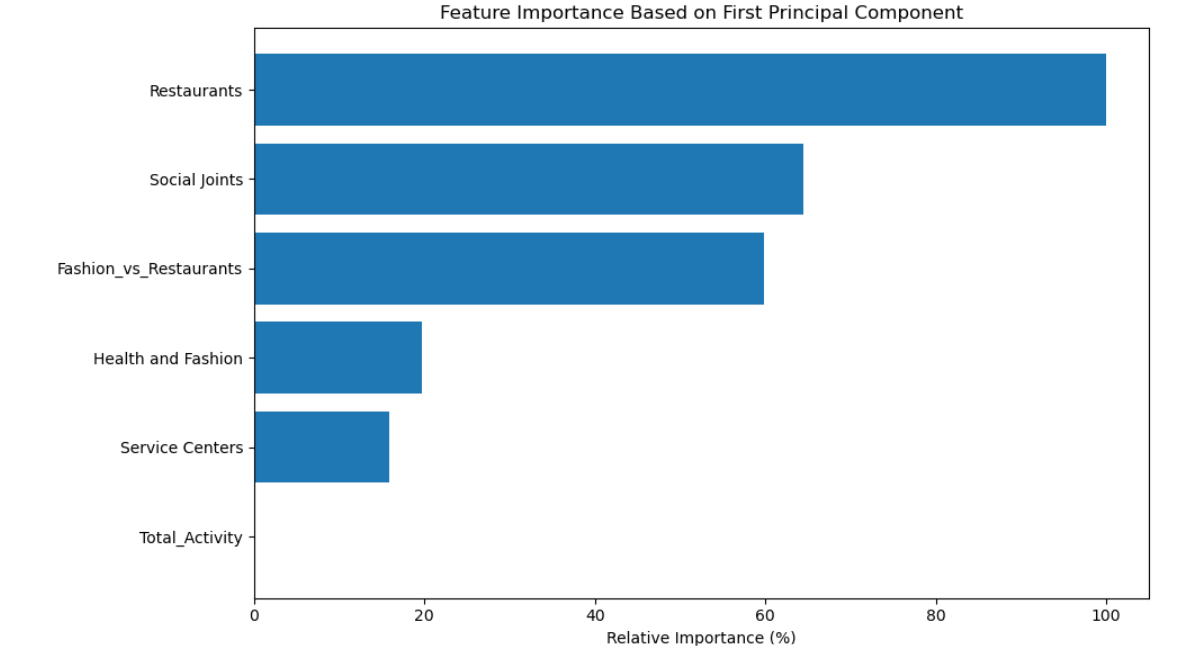 Feature Importance Based on First Principal Component
Restaurants
Social Joints
Fashion_vs_Restaurants
Health and Fashion
Service Centers
Total_Activity
0 20 40 60 80 100
Relative Importance (%)